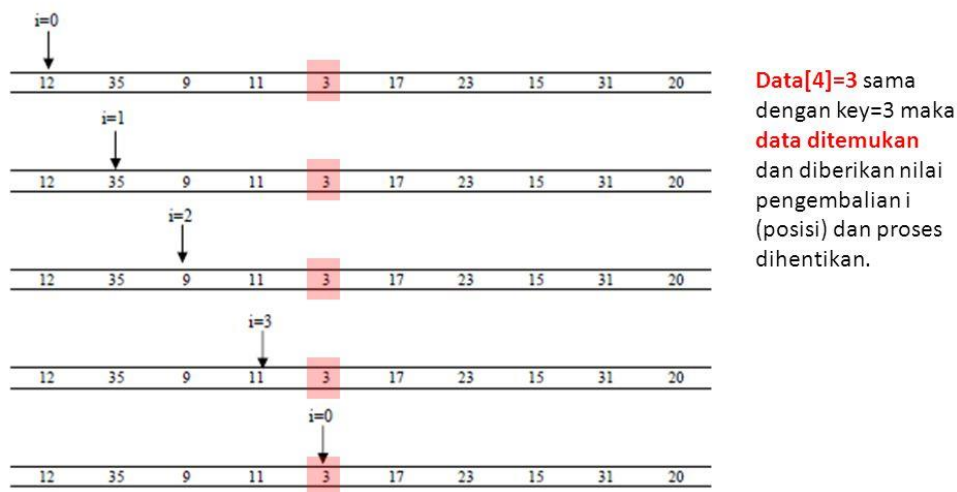 i=0
12 35 9 11 3 17 23 15 31 20
i=1
12 35 9 11 3 17 23 15 31 20
i=2
12 35 9 11 3 17 23 15 31 20
i=3
12 35 9 11 3 17 23 15 31 20
i=0
12 35 9 11 3 17 23 15 31 20
Data[4]=3 sama
dengan key=3 maka
data ditemukan
dan diberikan nilai
pengembalian i
(posisi) dan proses
dihentikan.